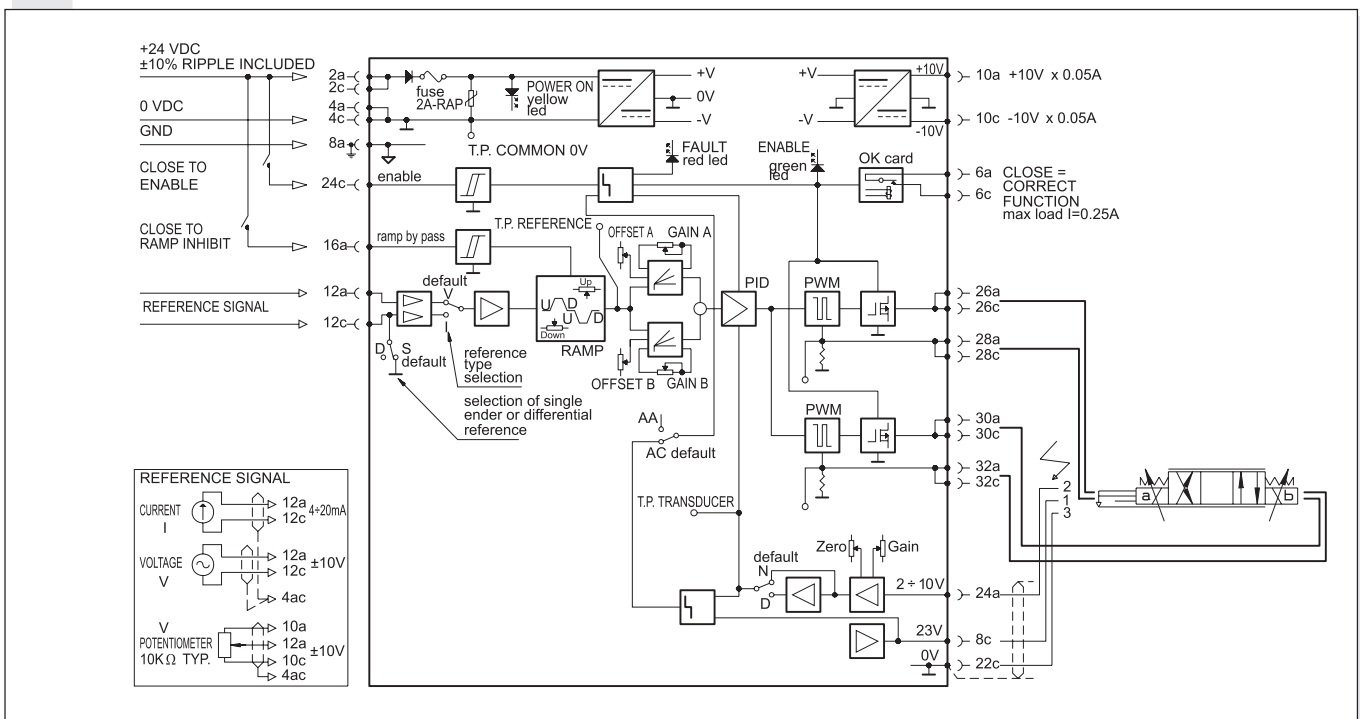 +24 VDC
±10% RIPPLE INCLUDED
0 VDC
GND
CLOSE TO
ENABLE
CLOSE TO
RAMP INHIBIT
REFERENCE SIGNAL
2a
2c
4a
4c
8a
24c
16a
12a
12c
fuse
2A-RAP
POWER ON
yellow
led
+V
0V
-V
T.P. COMMON 0V
+V
-V
+10V
-10V
10a +10V x 0.05A
10c -10V x 0.05A
enable
FAULT
red led
ENABLE
green
led
OK card
6a
6c
CLOSE =
CORRECT
FUNCTION
max load I=0.25A
ramp by pass
T.P. REFERENCE
OFFSET A
GAIN A
default
V
I
D
S
default
reference
type
selection
selection of single
ender or differential
reference
Up
U
D
U
D
Down
RAMP
OFFSET B
GAIN B
PID
PWM
26a
26c
28a
28c
AA
AC default
PWM
30a
30c
32a
32c
T.P. TRANSDUCER
default
N
D
Zero
Gain
2÷10V
23V
0V
24a
8c
22c
2
1
3
a
b
REFERENCE SIGNAL
CURRENT
I
12a
12c
4÷20mA
VOLTAGE
V
12a
12c
±10V
4ac
V
POTENTIOMETER
10KΩ TYP.
10a
12a
10c
±10V
4ac